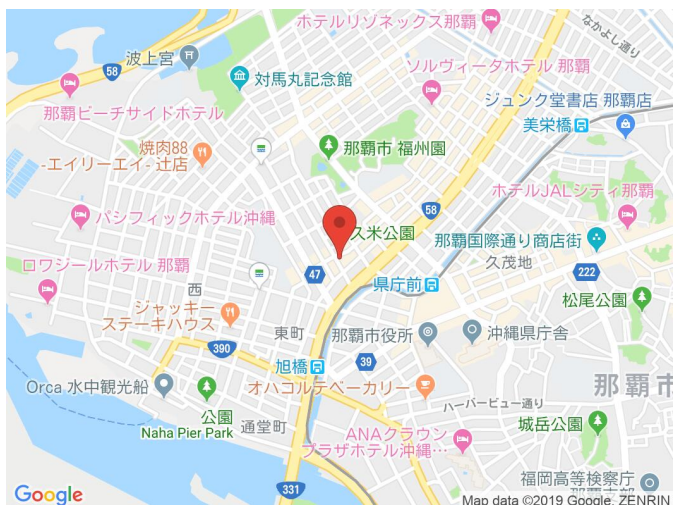 ホテルリゾネックス那覇
なかよし通り
58
波上宮
対馬丸記念館
ソルヴィータホテル 那覇
那覇ビーチサイドホテル
ジュンク堂書店 那覇店
美栄橋
焼肉88
-エイリーエイ- 辻店
那覇市 福州園
ホテルJALシティ那覇
58
パシフィックホテル沖縄
久米公園
那覇国際通り商店街
久茂地
ロワジールホテル 那覇
47
222
西
県庁前
松尾公園
ジャッキー
ステーキハウス
東町
那覇市役所
沖縄県庁舎
390
39
旭橋
Orca 水中観光船
オハコルテベーカリー
那覇市
公園
Naha Pier Park
通堂町
ハーバービュー通り
城岳公園
ANAクラウン
プラザホテル沖縄…
福岡高等検察庁
那覇支部
331
Google
Map data ©2019 Google, ZENRIN